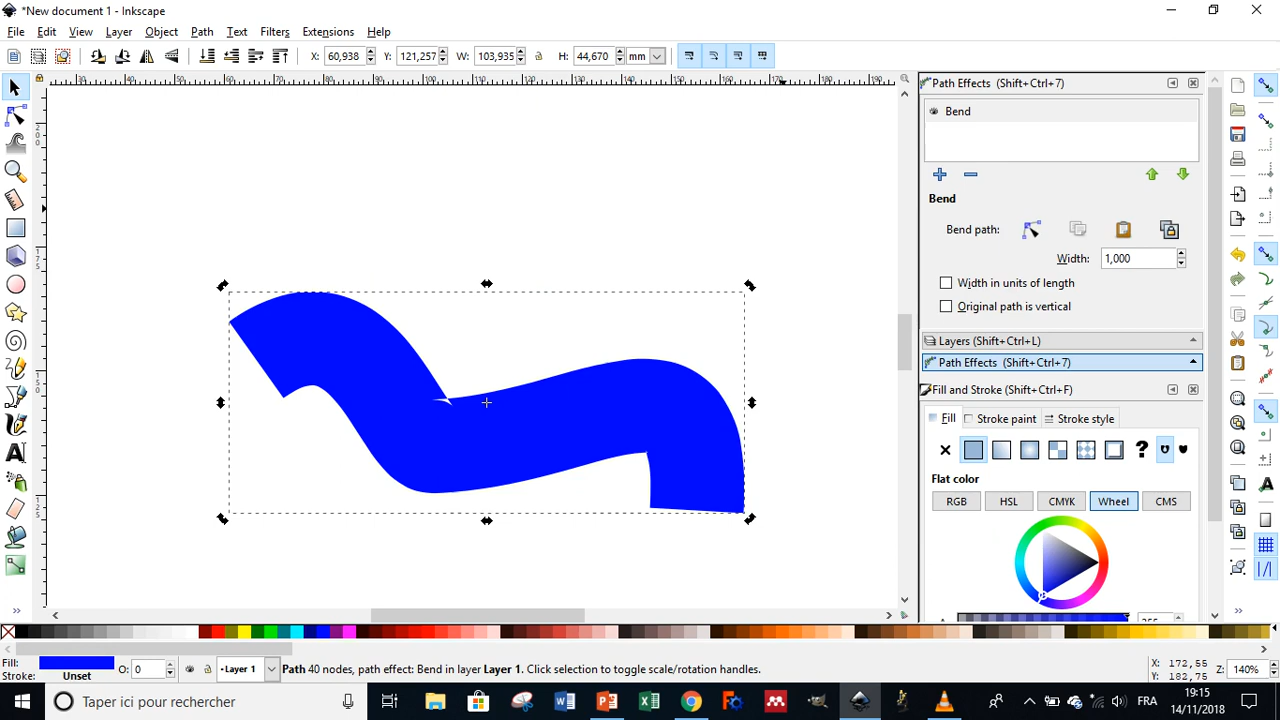 *New document 1 - Inkscape
File Edit View Layer Object Path Text Filters Extensions Help
X: 60,938 Y: 121,257 W: 103,935 H: 44,670 mm
Path Effects (Shift+Ctrl+7)
Bend
Bend
Bend path:
Width: 1,000
Width in units of length
Original path is vertical
Layers (Shift+Ctrl+L)
Path Effects (Shift+Ctrl+7)
Fill and Stroke (Shift+Ctrl+F)
Fill Stroke paint Stroke style
Flat color
RGB HSL CMYK Wheel CMS
Fill: O: 0 Layer 1 Path 40 nodes, path effect: Bend in layer Layer 1. Click selection to toggle scale/rotation handles. X: 172,55 Z: 140%
Stroke: Unset Y: 182,75
Taper ici pour rechercher FRA 19:15
14/11/2018